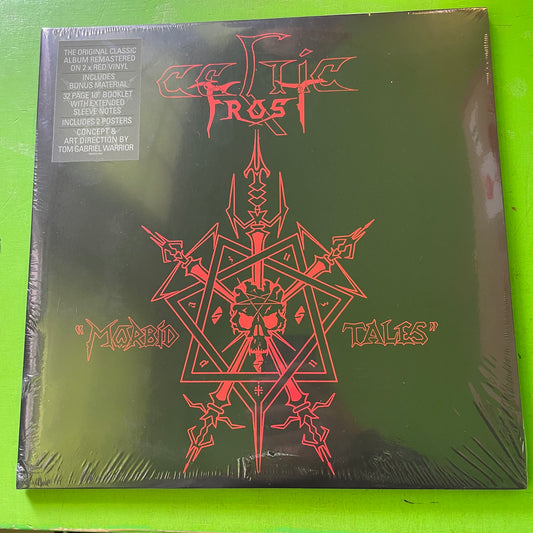 THE ORIGINAL CLASSIC
ALBUM REMASTERED
ON 2 x RED VINYL
INCLUDES
BONUS MATERIAL
32 PAGE 10" BOOKLET
WITH EXTENDED
SLEEVE NOTES
INCLUDES 2 POSTERS
CONCEPT &
ART DIRECTION BY
TOM GABRIEL WARRIOR
celtic
FROST
"MORBID TALES"